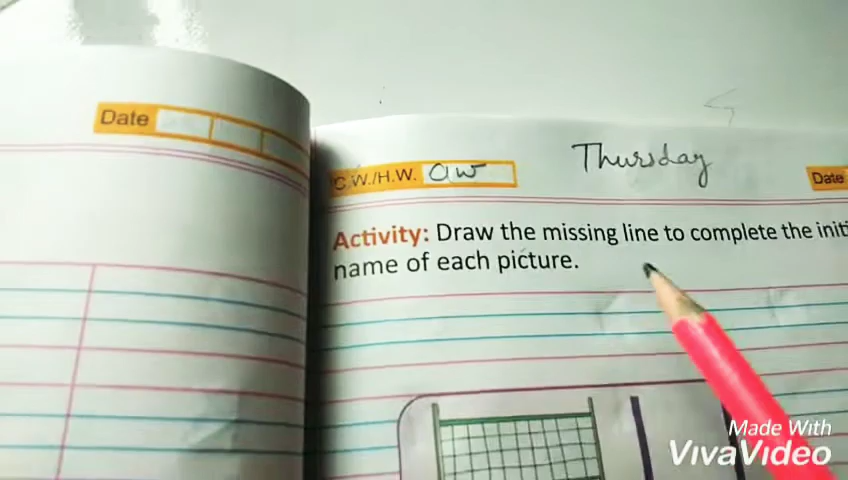 Date
C.W./H.W. CW
Thursday
Date
Activity: Draw the missing line to complete the initi
name of each picture.
Made With
VivaVideo